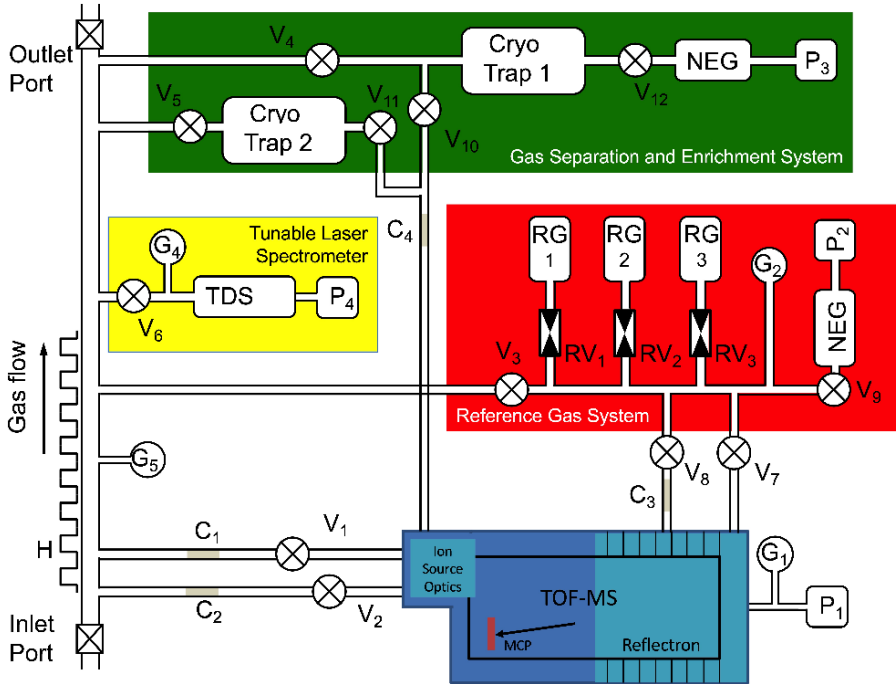 Outlet
Port
V4
Cryo
Trap 1
V12
NEG
P3
V5
Cryo
Trap 2
V11
V10
Gas Separation and Enrichment System
C4
Tunable Laser
Spectrometer
G4
TDS
P4
V6
RG
1
RG
2
RG
3
G2
P2
NEG
V3
RV1
RV2
RV3
V9
Reference Gas System
Gas flow
G5
V8
V7
C3
H
C1
V1
C2
V2
Ion
Source
Optics
TOF-MS
MCP
Reflectron
G1
P1
Inlet
Port